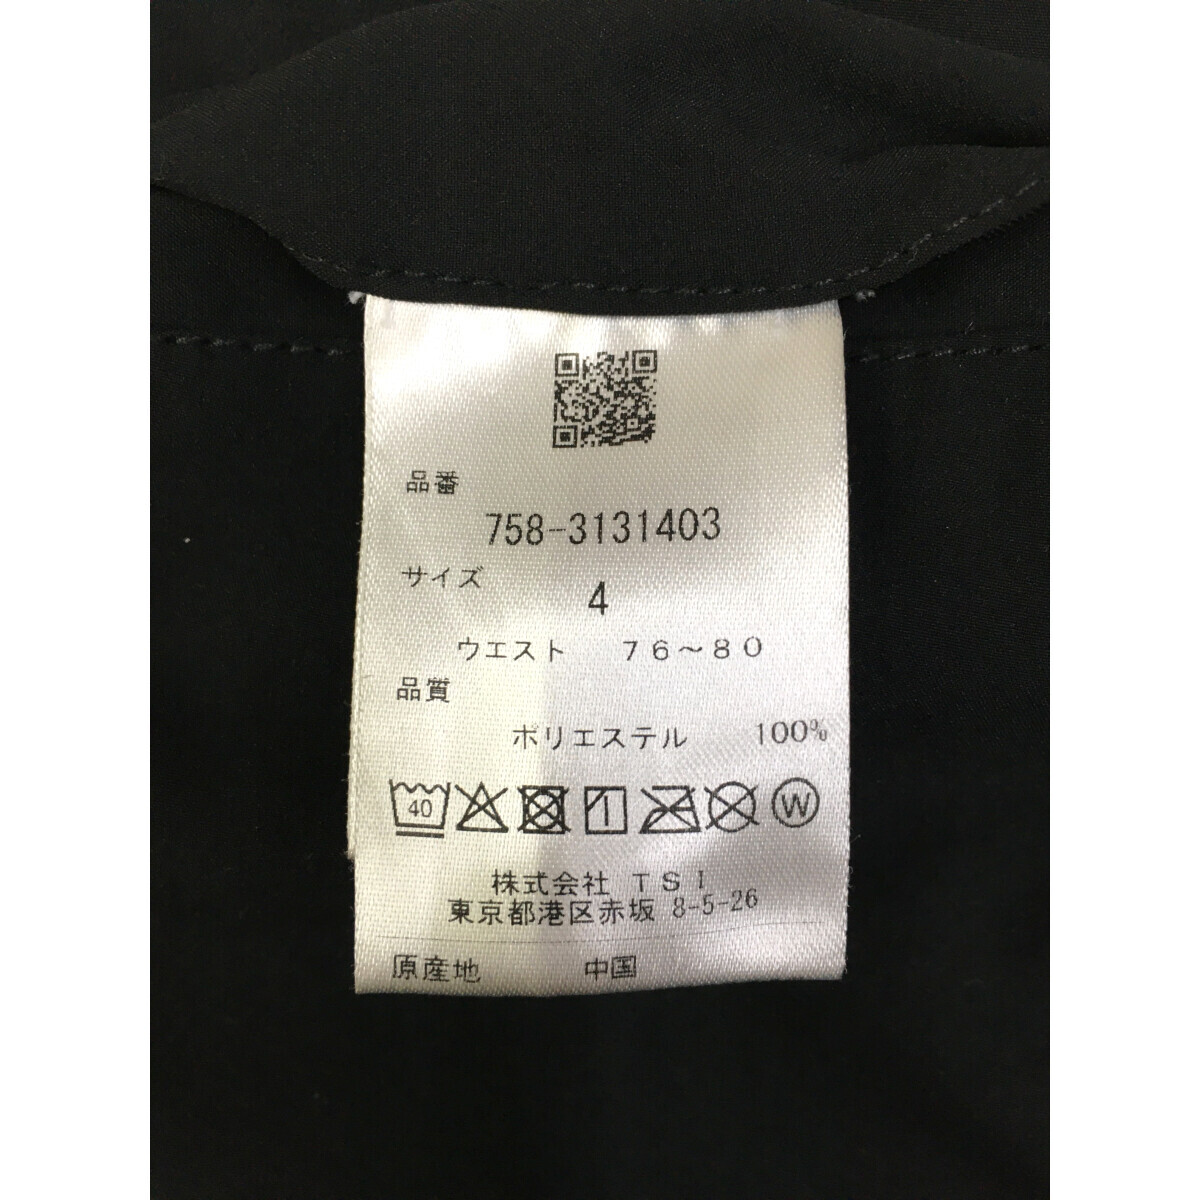 品番
758-3131403
サイズ
4
ウエスト 76~80
品質
ポリエステル 100%
40 W
株式会社 TSI
東京都港区赤坂 8-5-26
原産地 中国